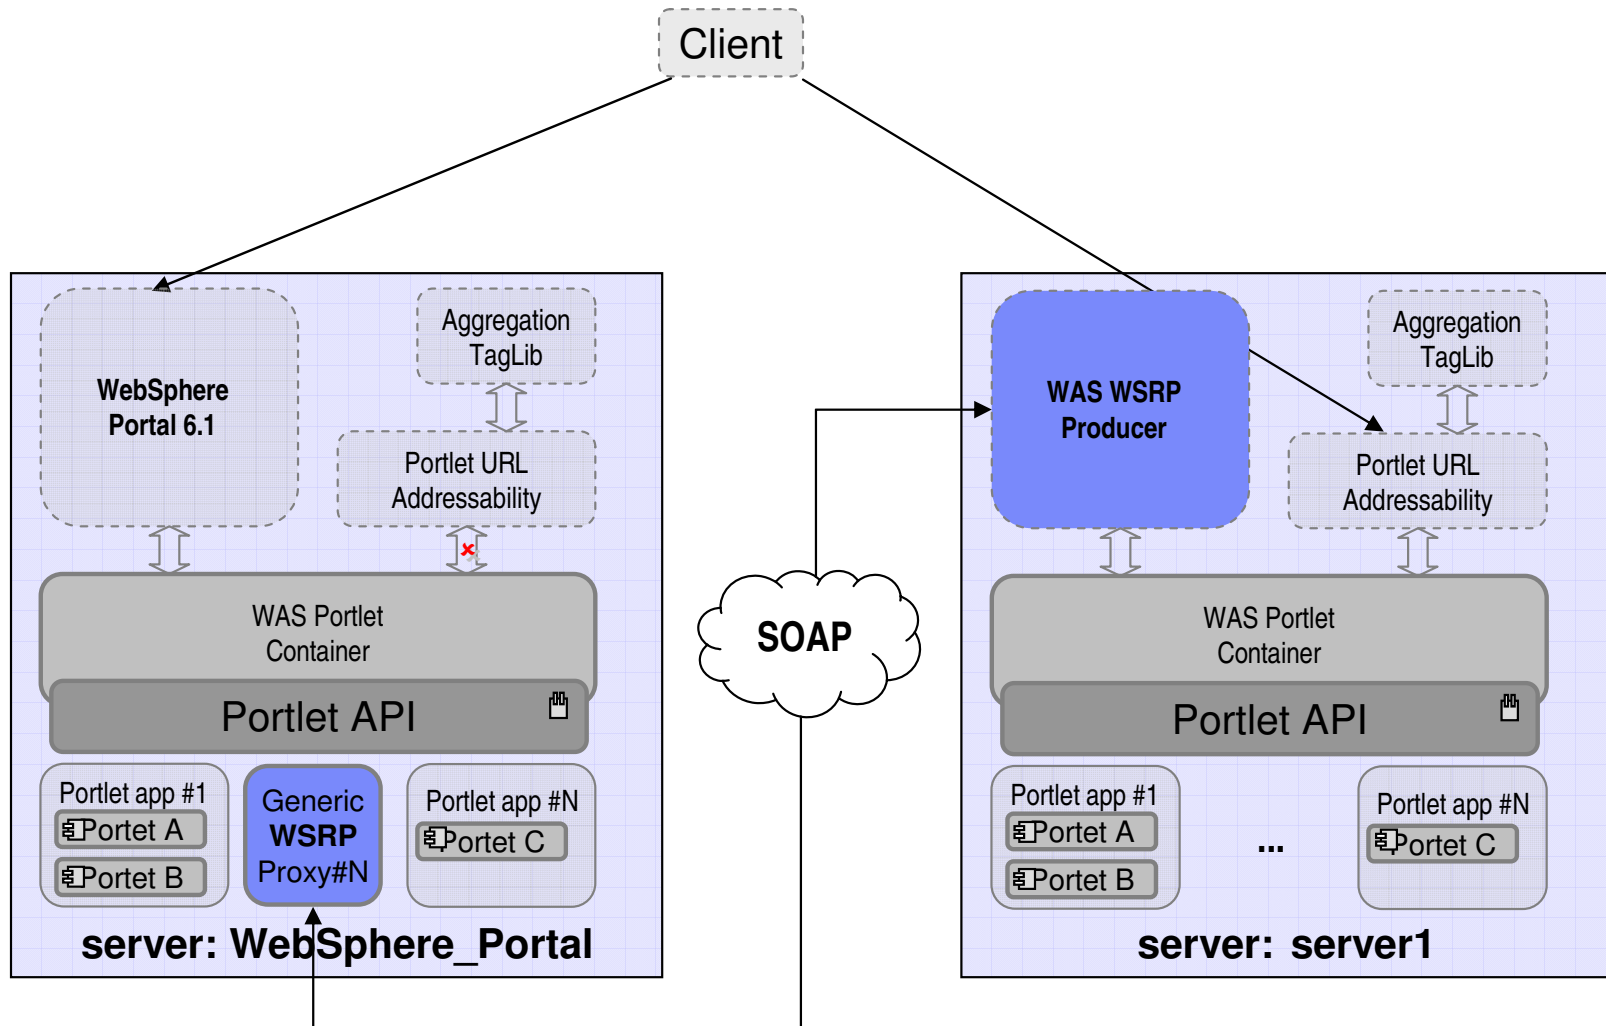 Client
WebSphere
Portal 6.1
Aggregation
TagLib
Portlet URL
Addressability
WAS Portlet
Container
Portlet API
Portlet app #1
Portet A
Portet B
Generic
WSRP
Proxy#N
Portlet app #N
Portet C
server: WebSphere_Portal
SOAP
WAS WSRP
Producer
Aggregation
TagLib
Portlet URL
Addressability
WAS Portlet
Container
Portlet API
Portlet app #1
Portet A
Portet B
...
Portlet app #N
Portet C
server: server1